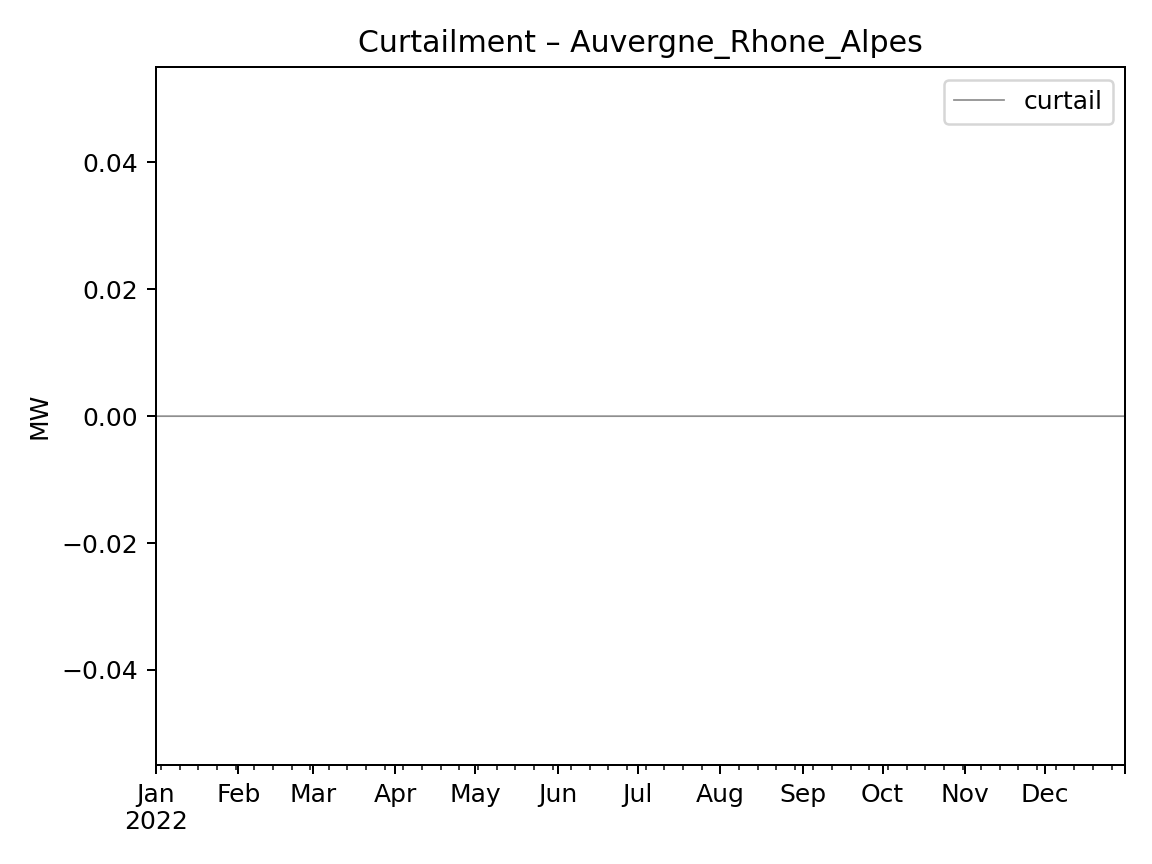 Curtailment – Auvergne_Rhone_Alpes
curtail
MW
0.04
0.02
0.00
−0.02
−0.04
Jan Feb Mar Apr May Jun Jul Aug Sep Oct Nov Dec
2022